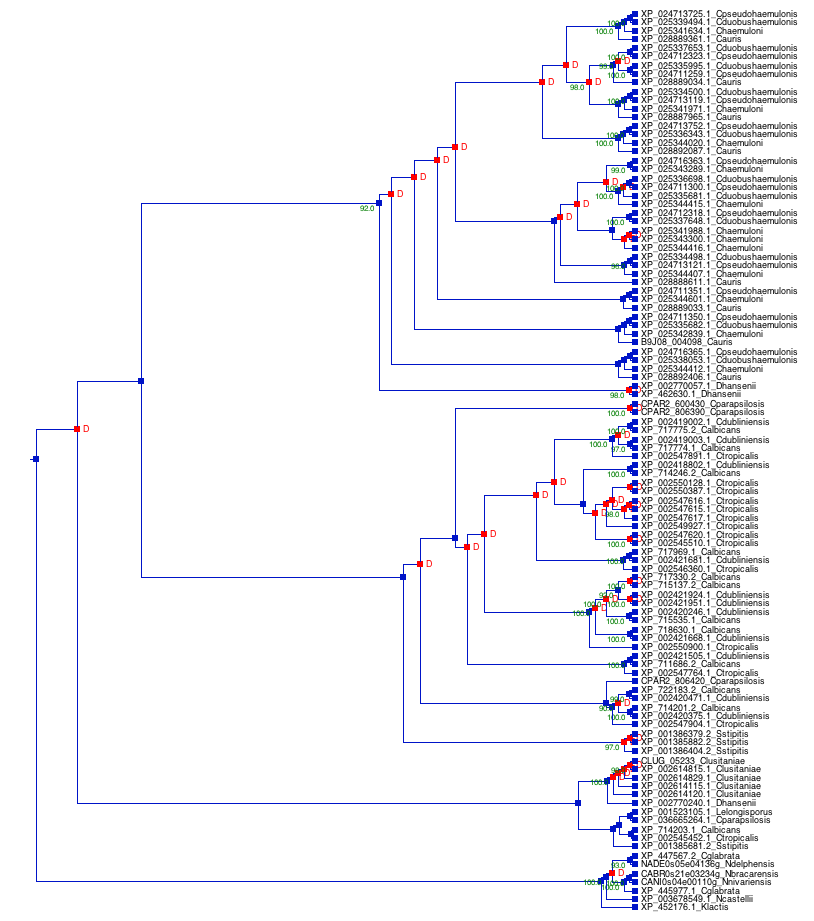 XP_024713725.1_Cpseudohaemulonis
XP_025339494.1_Cduobushaemulonis
XP_025341634.1_Chaemuloni
XP_028889361.1_Cauris
XP_025337653.1_Cduobushaemulonis
XP_024712323.1_Cpseudohaemulonis
XP_025335995.1_Cduobushaemulonis
XP_024711259.1_Cpseudohaemulonis
XP_028889034.1_Cauris
XP_025334500.1_Cduobushaemulonis
XP_024713119.1_Cpseudohaemulonis
XP_025341971.1_Chaemuloni
XP_028887965.1_Cauris
XP_024713752.1_Cpseudohaemulonis
XP_025336343.1_Cduobushaemulonis
XP_025344020.1_Chaemuloni
XP_028892087.1_Cauris
XP_024716363.1_Cpseudohaemulonis
XP_025343289.1_Chaemuloni
XP_025336698.1_Cduobushaemulonis
XP_024711300.1_Cpseudohaemulonis
XP_025335681.1_Cduobushaemulonis
XP_025344415.1_Chaemuloni
XP_024712318.1_Cpseudohaemulonis
XP_025337648.1_Cduobushaemulonis
XP_025341988.1_Chaemuloni
XP_025343300.1_Chaemuloni
XP_025344416.1_Chaemuloni
XP_025334498.1_Cduobushaemulonis
XP_024713121.1_Cpseudohaemulonis
XP_025344407.1_Chaemuloni
XP_028888611.1_Cauris
XP_024711351.1_Cpseudohaemulonis
XP_025344601.1_Chaemuloni
XP_028889033.1_Cauris
XP_024711350.1_Cpseudohaemulonis
XP_025335682.1_Cduobushaemulonis
XP_025342839.1_Chaemuloni
B9J08_004098_Cauris
XP_024716365.1_Cpseudohaemulonis
XP_025338053.1_Cduobushaemulonis
XP_025344412.1_Chaemuloni
XP_028892406.1_Cauris
XP_002770057.1_Dhansenii
XP_462630.1_Dhansenii
CPAR2_600430_Cparapsilosis
CPAR2_806390_Cparapsilosis
XP_002419002.1_Cdubliniensis
XP_717775.2_Calbicans
XP_002419003.1_Cdubliniensis
XP_717774.1_Calbicans
XP_002547891.1_Ctropicalis
XP_002418802.1_Cdubliniensis
XP_714246.2_Calbicans
XP_002550128.1_Ctropicalis
XP_002550387.1_Ctropicalis
XP_002547616.1_Ctropicalis
XP_002547615.1_Ctropicalis
XP_002547617.1_Ctropicalis
XP_002549927.1_Ctropicalis
XP_002547620.1_Ctropicalis
XP_002545510.1_Ctropicalis
XP_717969.1_Calbicans
XP_002421681.1_Cdubliniensis
XP_002546360.1_Ctropicalis
XP_717330.2_Calbicans
XP_715137.2_Calbicans
XP_002421924.1_Cdubliniensis
XP_002421951.1_Cdubliniensis
XP_002420246.1_Cdubliniensis
XP_715535.1_Calbicans
XP_718630.1_Calbicans
XP_002421668.1_Cdubliniensis
XP_002550900.1_Ctropicalis
XP_002421505.1_Cdubliniensis
XP_711686.2_Calbicans
XP_002547764.1_Ctropicalis
CPAR2_806420_Cparapsilosis
XP_722183.2_Calbicans
XP_002420471.1_Cdubliniensis
XP_714201.2_Calbicans
XP_002420375.1_Cdubliniensis
XP_002547904.1_Ctropicalis
XP_001386379.2_Sstipitis
XP_001385882.2_Sstipitis
XP_001386404.2_Sstipitis
CLUG_05233_Clusitaniae
XP_002614815.1_Clusitaniae
XP_002614829.1_Clusitaniae
XP_002614115.1_Clusitaniae
XP_002614120.1_Clusitaniae
XP_002770240.1_Dhansenii
XP_001523105.1_Lelongisporus
XP_036665264.1_Cparapsilosis
XP_714203.1_Calbicans
XP_002545452.1_Ctropicalis
XP_001385681.2_Sstipitis
XP_447567.2_Cglabrata
NADE0s05e04136g_Ndelphensis
CABR0s21e03234g_Nbracarensis
CANI0s04e00110g_Nnivariensis
XP_445977.1_Cglabrata
XP_003678549.1_Ncastellii
XP_452176.1_Klactis